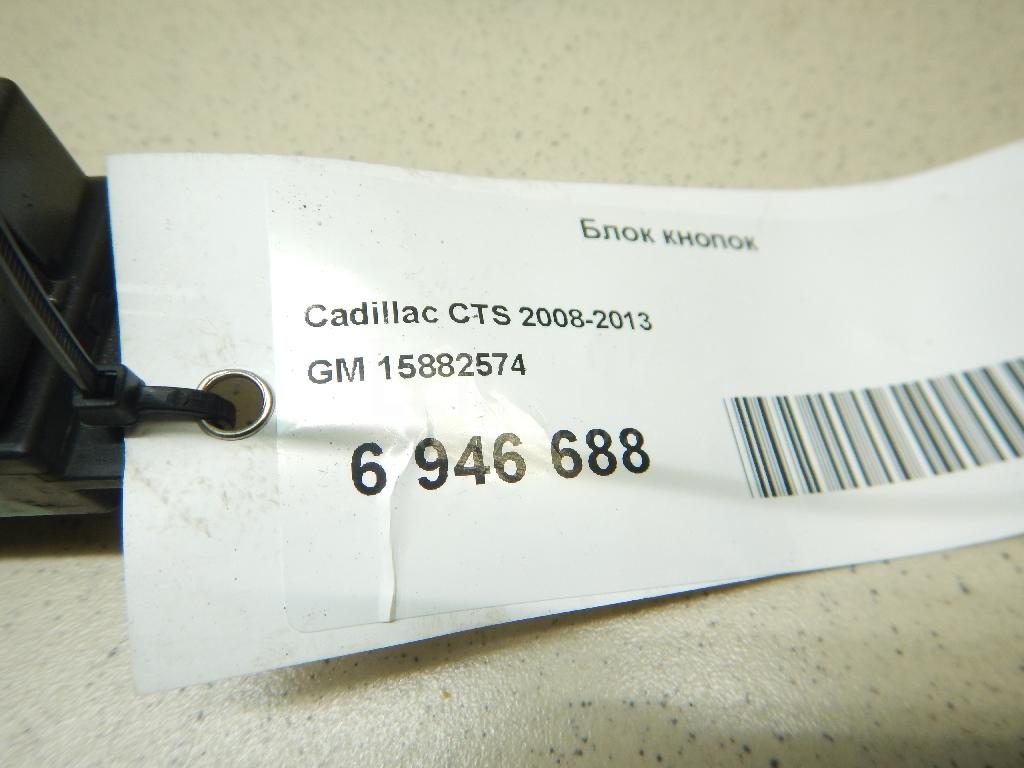 Блок кнопок
Cadillac CTS 2008-2013
GM 15882574
6 946 688